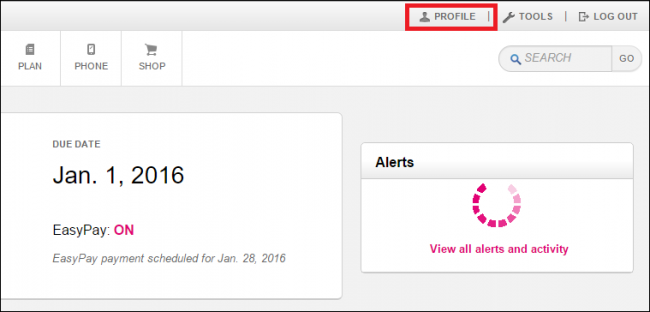 PROFILE | TOOLS | LOG OUT
PLAN PHONE SHOP
SEARCH GO
DUE DATE
Jan. 1, 2016
EasyPay: ON
EasyPay payment scheduled for Jan. 28, 2016
Alerts
View all alerts and activity